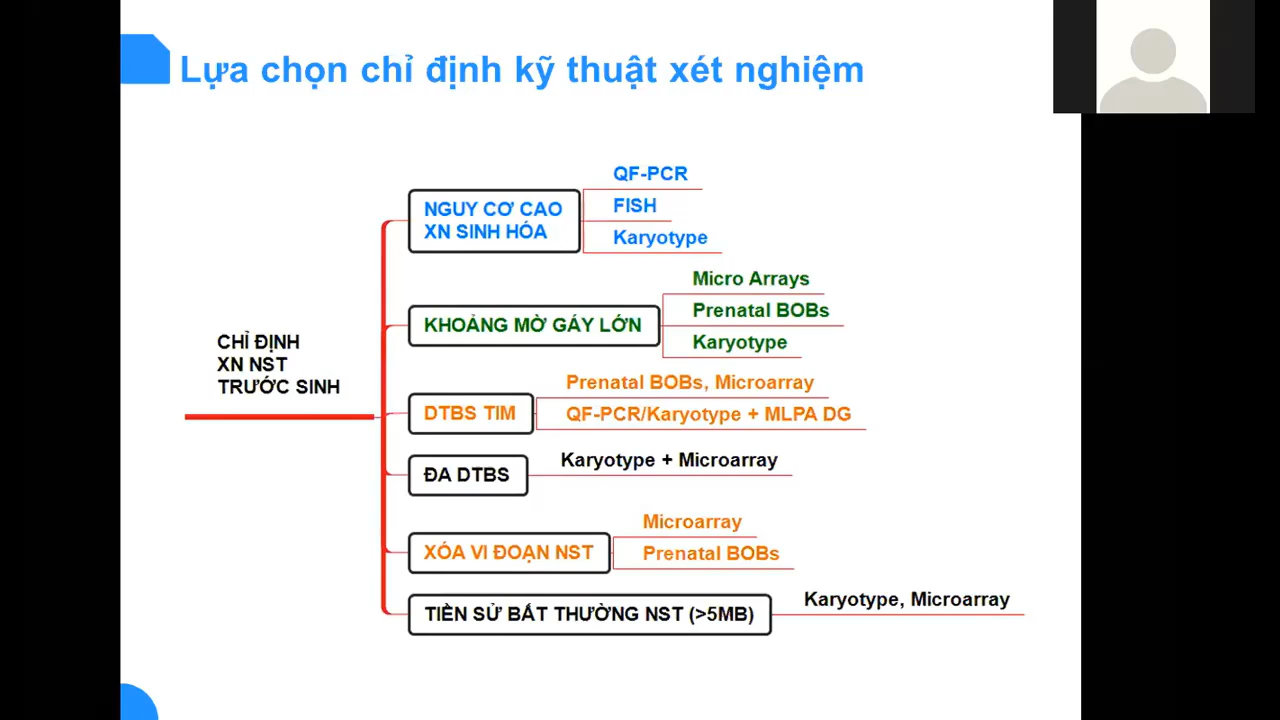 Lựa chọn chỉ định kỹ thuật xét nghiệm
CHỈ ĐỊNH
XN NST
TRƯỚC SINH
NGUY CƠ CAO
XN SINH HÓA
QF-PCR
FISH
Karyotype
KHOẢNG MỜ GÁY LỚN
Micro Arrays
Prenatal BOBs
Karyotype
DTBS TIM
Prenatal BOBs, Microarray
QF-PCR/Karyotype + MLPA DG
ĐA DTBS
Karyotype + Microarray
XÓA VI ĐOẠN NST
Microarray
Prenatal BOBs
TIỀN SỬ BẤT THƯỜNG NST (>5MB)
Karyotype, Microarray